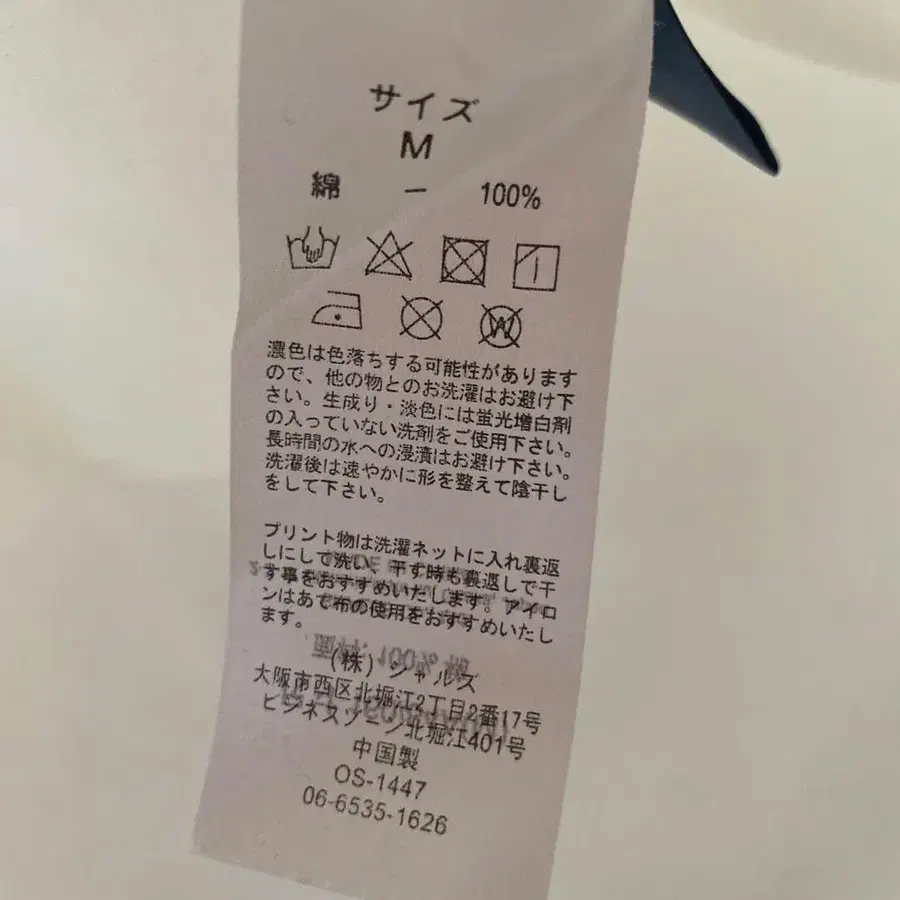 サイズ
M
綿 ー 100%
濃色は色落ちする可能性があります
ので、他の物とのお洗濯はお避け下
さい。生成り・淡色には蛍光増白剤
の入っていない洗剤をご使用下さい。
長時間の水への浸漬はお避け下さい。
洗濯後は速やかに形を整えて陰干し
をして下さい。
プリント物は洗濯ネットに入れ裏返
しにして洗い、干す時も裏返しで干
す事をおすすめいたします。アイロ
ンはあて布の使用をおすすめいたし
ます。
(株)シャルズ
大阪市西区北堀江2丁目2番17号
ビジネスゾーン北堀江401号
中国製
OS-1447
06-6535-1626